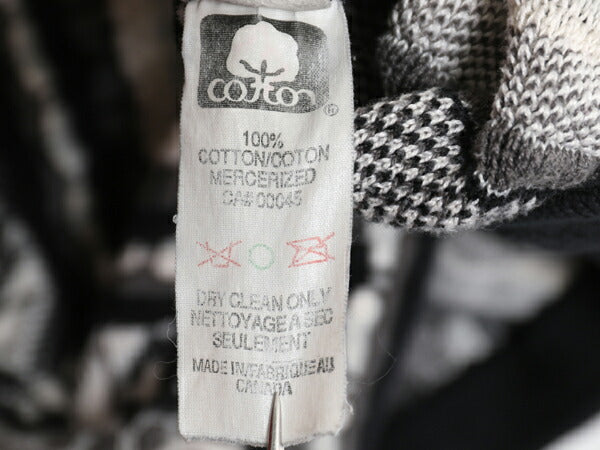 cotton
®
100%
COTTON/COTON
MERCERIZED
CA# 00045
DRY CLEAN ONLY
NETTOYAGE A SEC
SEULEMENT
MADE IN/FABRIQUE AU
CANADA